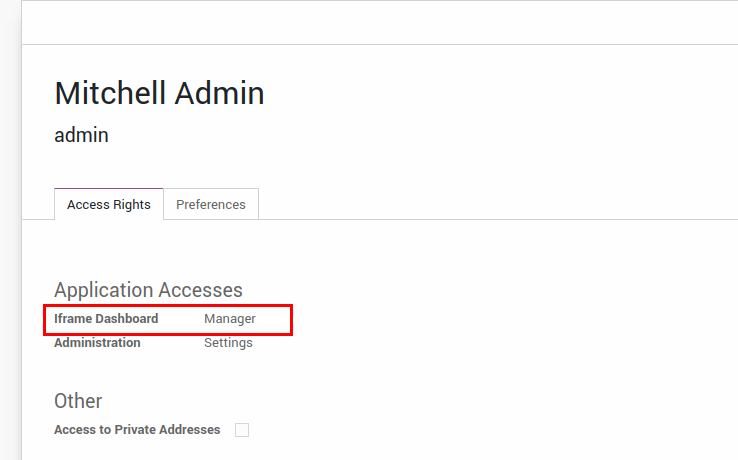 Mitchell Admin
admin
Access Rights Preferences
Application Accesses
Iframe Dashboard Manager
Administration Settings
Other
Access to Private Addresses